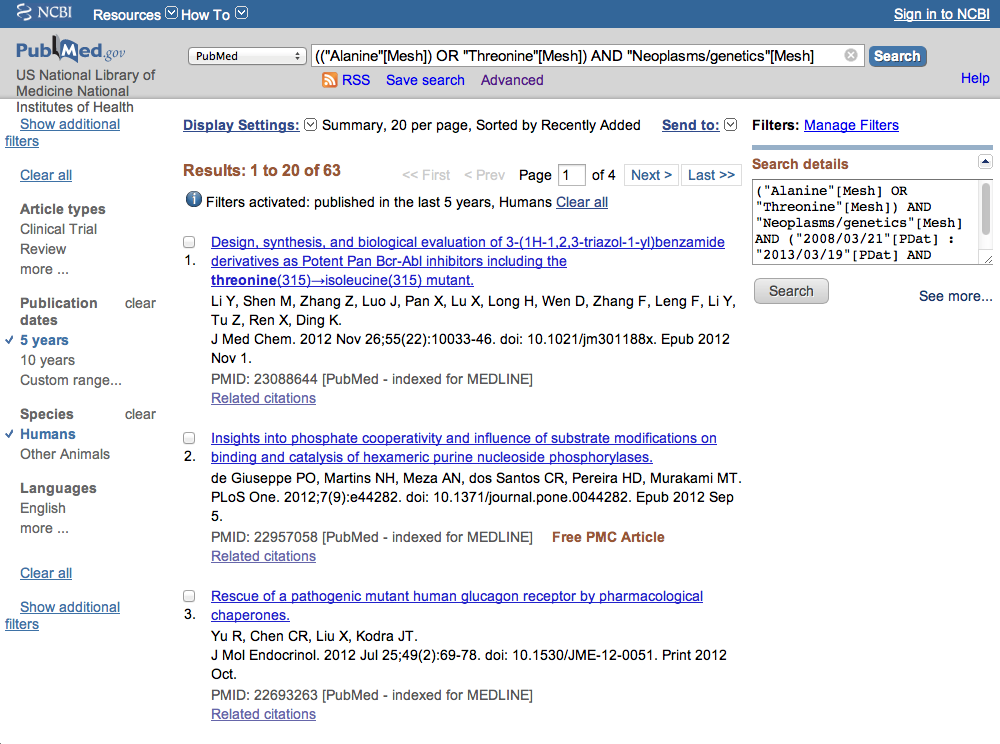 NCBI Resources How To Sign in to NCBI
PubMed.gov
US National Library of
Medicine National
Institutes of Health
PubMed (("Alanine"[Mesh]) OR "Threonine"[Mesh]) AND "Neoplasms/genetics"[Mesh] Search
RSS Save search Advanced Help
Show additional
filters
Clear all
Article types
Clinical Trial
Review
more ...
Publication clear
dates
5 years
10 years
Custom range...
Species clear
Humans
Other Animals
Languages
English
more ...
Clear all
Show additional
filters
Display Settings: Summary, 20 per page, Sorted by Recently Added Send to:
Results: 1 to 20 of 63 << First < Prev Page 1 of 4 Next > Last >>
Filters activated: published in the last 5 years, Humans Clear all
Design, synthesis, and biological evaluation of 3-(1H-1,2,3-triazol-1-yl)benzamide
1. derivatives as Potent Pan Bcr-Abl inhibitors including the
threonine(315)→isoleucine(315) mutant.
Li Y, Shen M, Zhang Z, Luo J, Pan X, Lu X, Long H, Wen D, Zhang F, Leng F, Li Y,
Tu Z, Ren X, Ding K.
J Med Chem. 2012 Nov 26;55(22):10033-46. doi: 10.1021/jm301188x. Epub 2012
Nov 1.
PMID: 23088644 [PubMed - indexed for MEDLINE]
Related citations
Insights into phosphate cooperativity and influence of substrate modifications on
2. binding and catalysis of hexameric purine nucleoside phosphorylases.
de Giuseppe PO, Martins NH, Meza AN, dos Santos CR, Pereira HD, Murakami MT.
PLoS One. 2012;7(9):e44282. doi: 10.1371/journal.pone.0044282. Epub 2012 Sep
5.
PMID: 22957058 [PubMed - indexed for MEDLINE] Free PMC Article
Related citations
Rescue of a pathogenic mutant human glucagon receptor by pharmacological
3. chaperones.
Yu R, Chen CR, Liu X, Kodra JT.
J Mol Endocrinol. 2012 Jul 25;49(2):69-78. doi: 10.1530/JME-12-0051. Print 2012
Oct.
PMID: 22693263 [PubMed - indexed for MEDLINE]
Related citations
Filters: Manage Filters
Search details
("Alanine"[Mesh] OR
"Threonine"[Mesh]) AND
"Neoplasms/genetics"[Mesh]
AND ("2008/03/21"[PDat] :
"2013/03/19"[PDat] AND
Search See more...